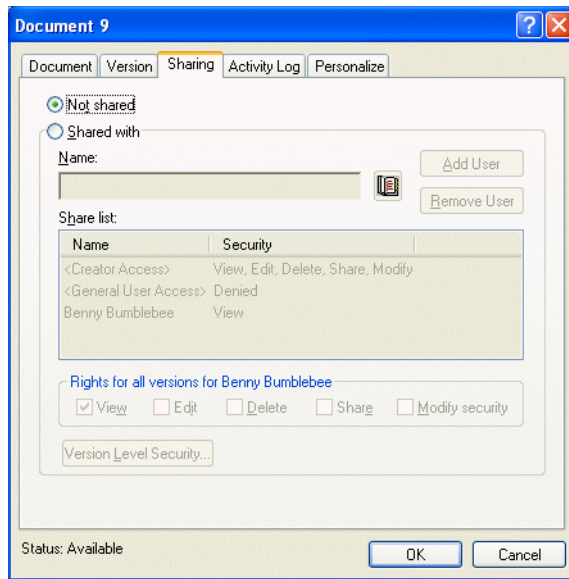 Document 9
Document Version Sharing Activity Log Personalize
Not shared
Shared with
Name:
Add User
Remove User
Share list:
Name Security
<Creator Access> View, Edit, Delete, Share, Modify
<General User Access> Denied
Benny Bumblebee View
Rights for all versions for Benny Bumblebee
View Edit Delete Share Modify security
Version Level Security...
Status: Available
OK Cancel